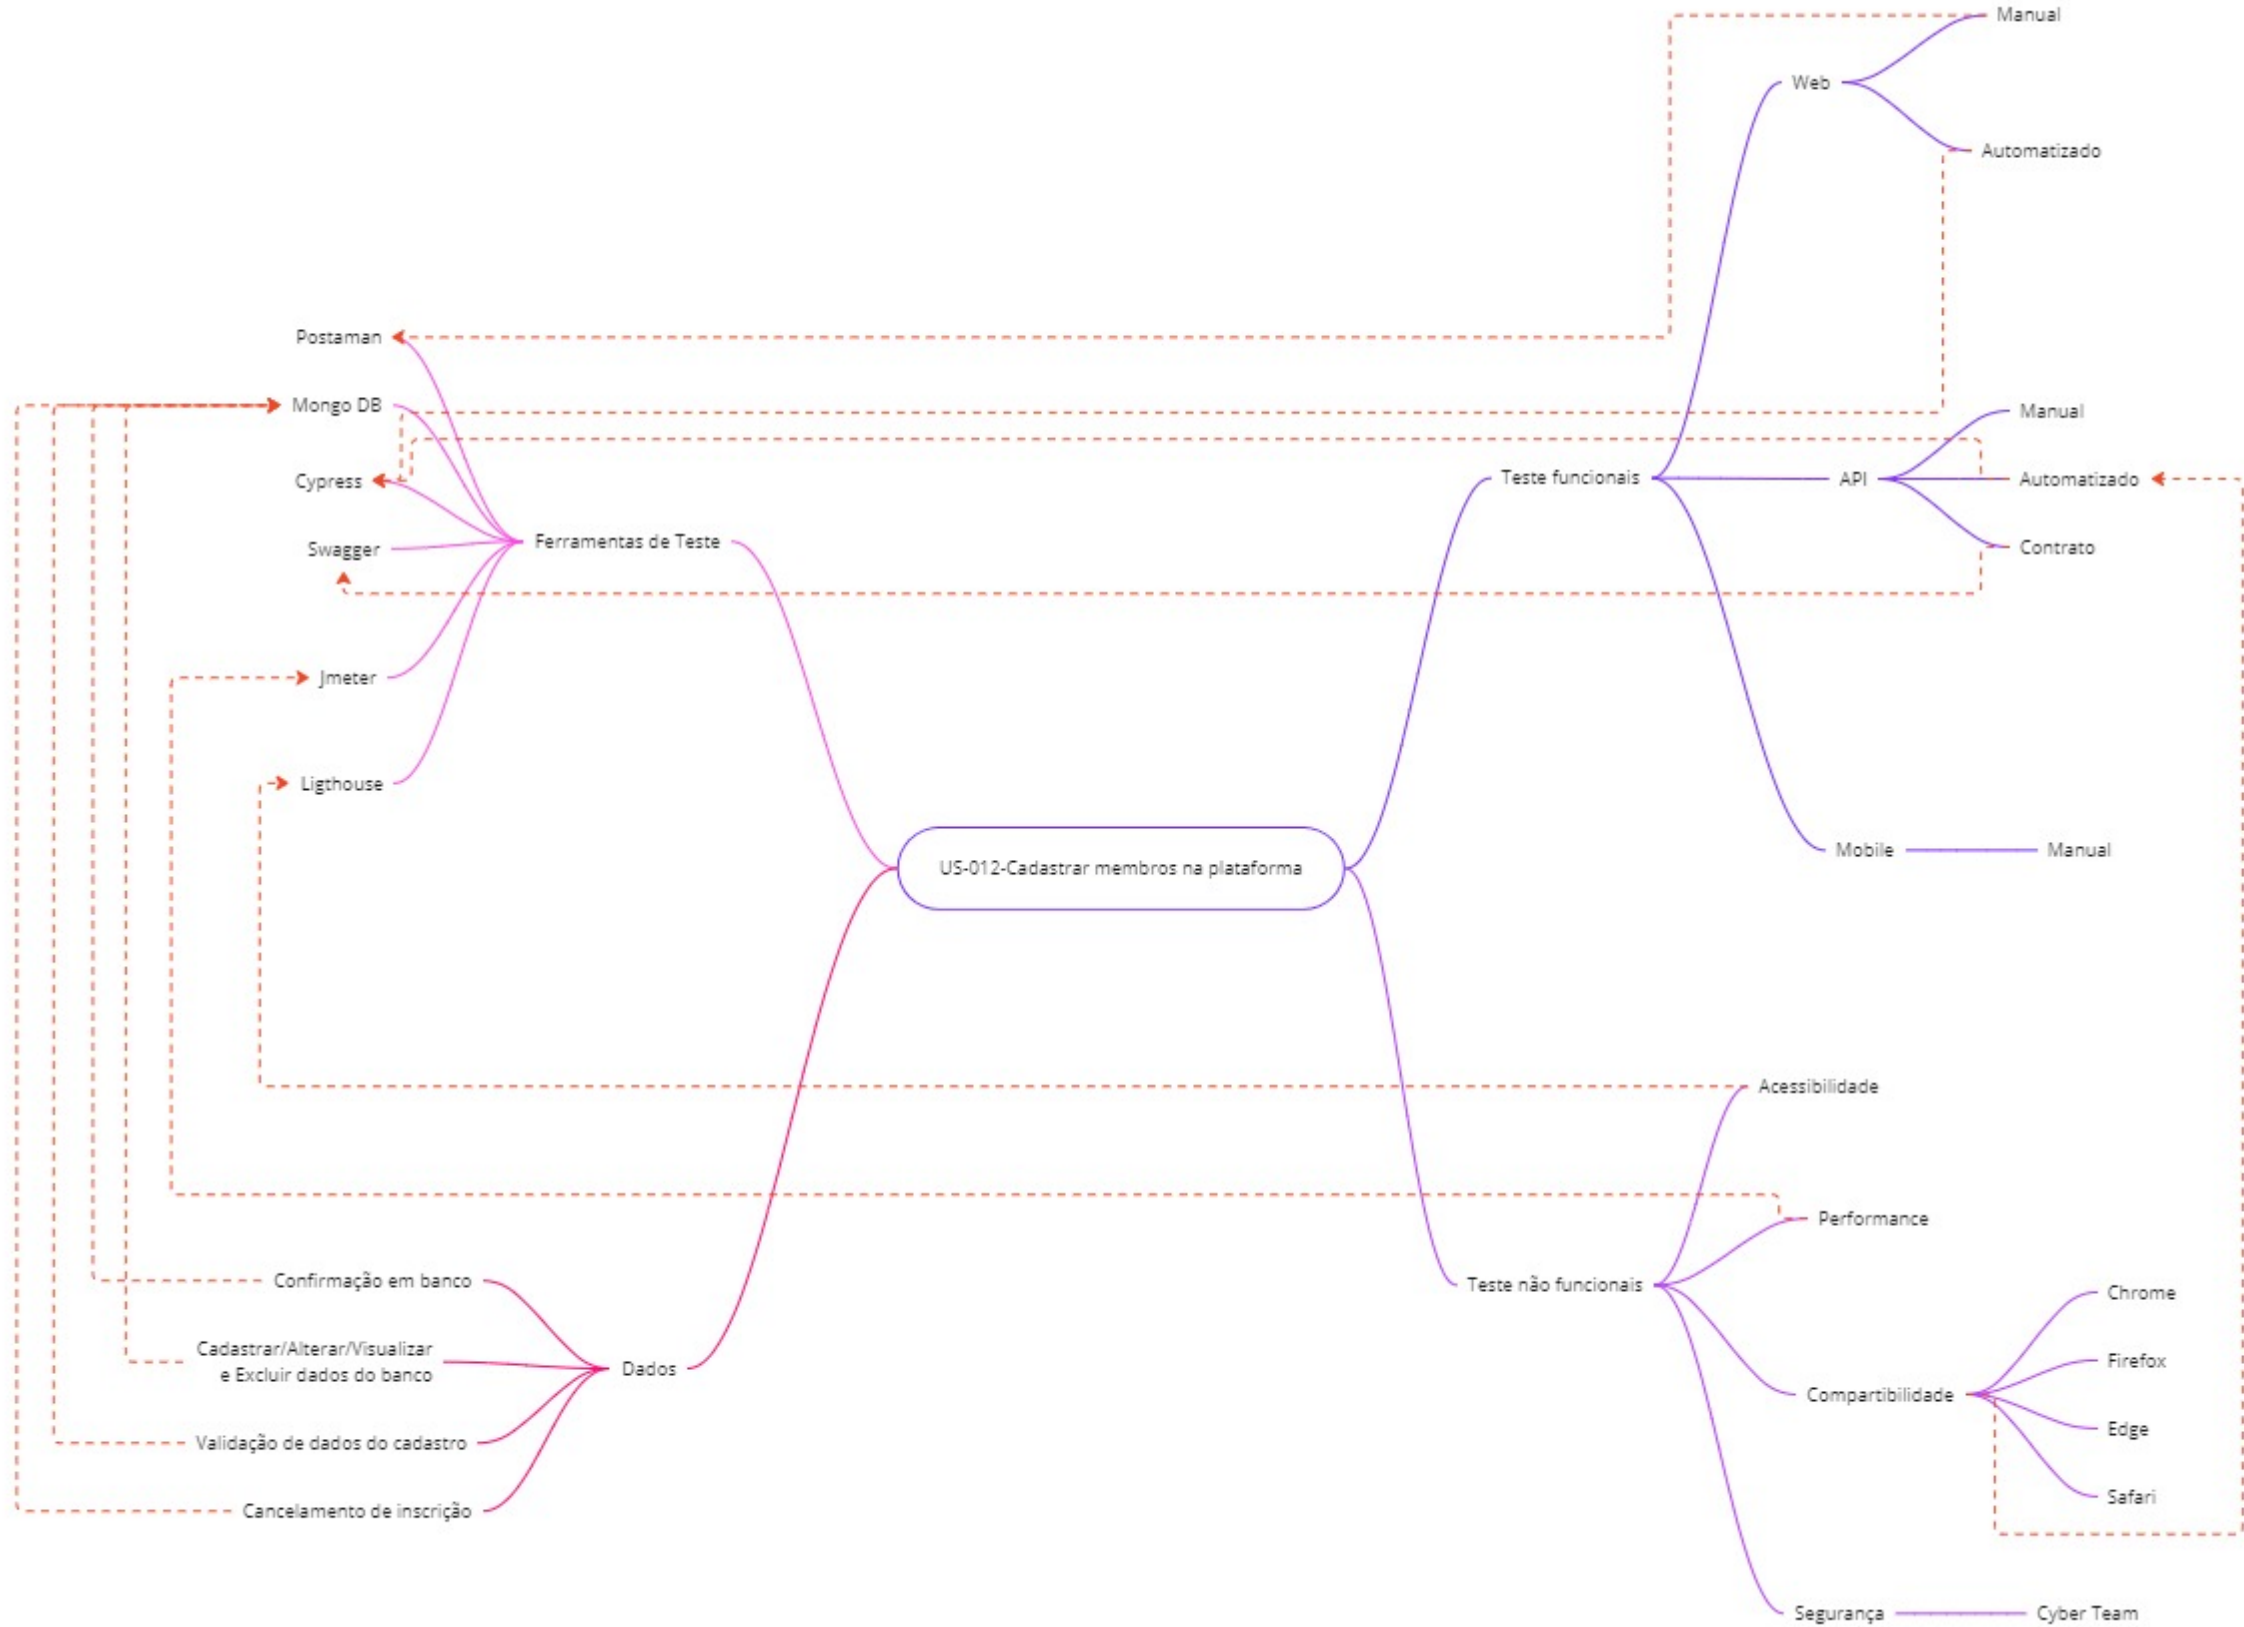 Manual
Web
Automatizado
Postaman
Mongo DB
Cypress
Swagger
Jmeter
Ligthouse
Ferramentas de Teste
Teste funcionais
API
Manual
Automatizado
Contrato
Mobile
Manual
US-012-Cadastrar membros na plataforma
Acessibilidade
Performance
Teste não funcionais
Compartibilidade
Chrome
Firefox
Edge
Safari
Segurança
Cyber Team
Confirmação em banco
Cadastrar/Alterar/Visualizar
e Excluir dados do banco
Dados
Validação de dados do cadastro
Cancelamento de inscrição